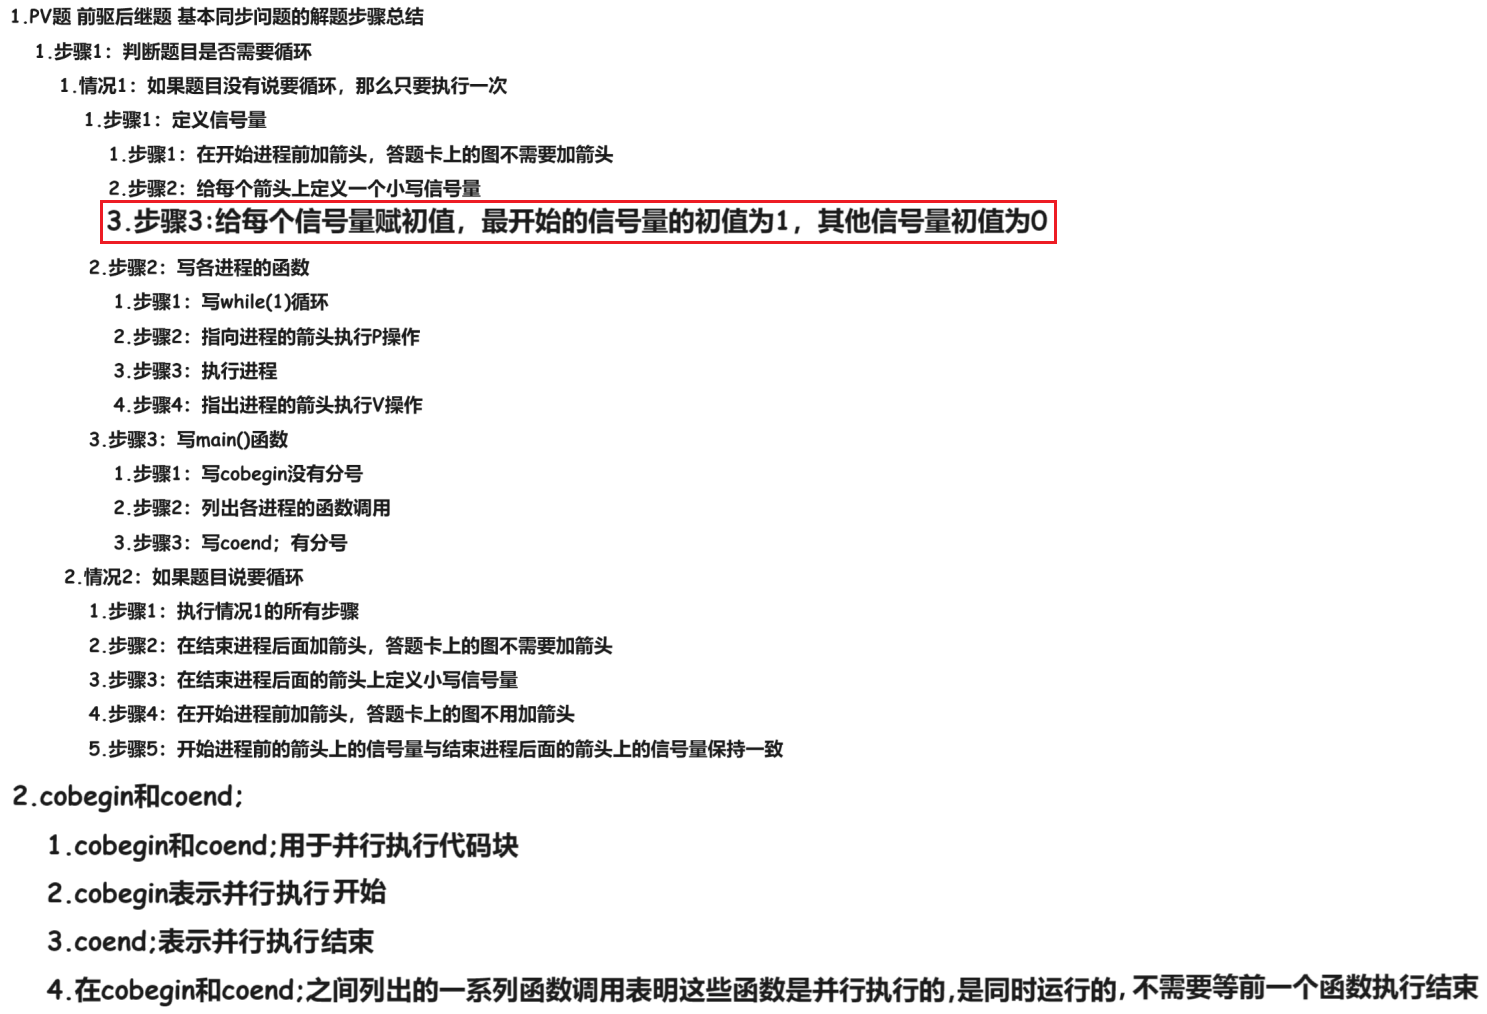 1.PV题 前驱后继题 基本同步问题的解题步骤总结
1.步骤1：判断题目是否需要循环
1.情况1：如果题目没有说要循环，那么只要执行一次
1.步骤1：定义信号量
1.步骤1：在开始进程前加箭头，答题卡上的图不需要加箭头
2.步骤2：给每个箭头上定义一个小写信号量
3.步骤3:给每个信号量赋初值，最开始的信号量的初值为1，其他信号量初值为0
2.步骤2：写各进程的函数
1.步骤1：写while(1)循环
2.步骤2：指向进程的箭头执行P操作
3.步骤3：执行进程
4.步骤4：指出进程的箭头执行V操作
3.步骤3：写main()函数
1.步骤1：写cobegin没有分号
2.步骤2：列出各进程的函数调用
3.步骤3：写coend；有分号
2.情况2：如果题目说要循环
1.步骤1：执行情况1的所有步骤
2.步骤2：在结束进程后面加箭头，答题卡上的图不需要加箭头
3.步骤3：在结束进程后面的箭头上定义小写信号量
4.步骤4：在开始进程前加箭头，答题卡上的图不用加箭头
5.步骤5：开始进程前的箭头上的信号量与结束进程后面的箭头上的信号量保持一致
2.cobegin和coend;
1.cobegin和coend;用于并行执行代码块
2.cobegin表示并行执行开始
3.coend;表示并行执行结束
4.在cobegin和coend;之间列出的一系列函数调用表明这些函数是并行执行的,是同时运行的,不需要等前一个函数执行结束